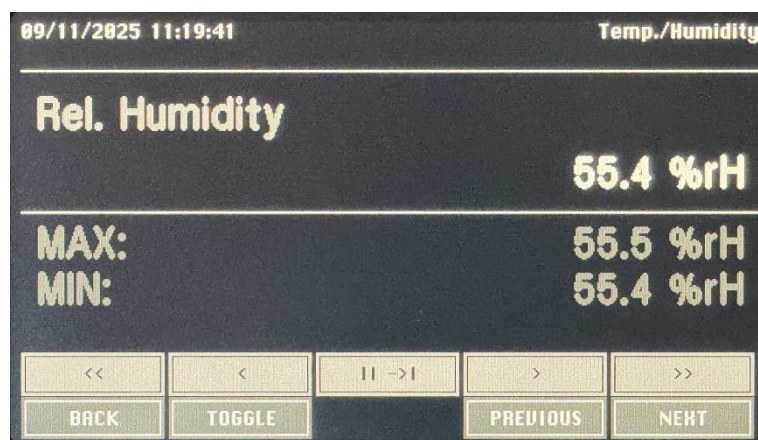 09/11/2025 11:19:41 Temp./Humidity
Rel. Humidity
55.4 %rH
MAX: 55.5 %rH
MIN: 55.4 %rH
<< < II ->I > >>
BACK TOGGLE PREVIOUS NEXT